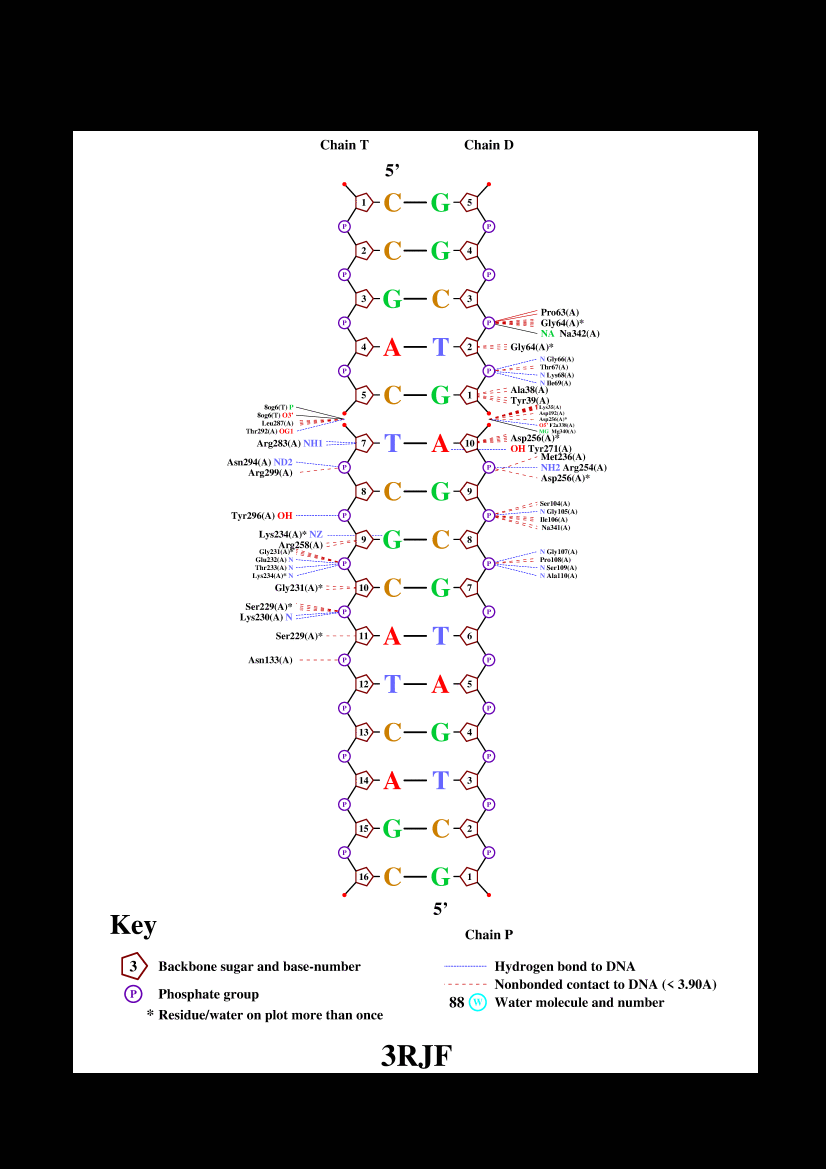 Chain T Chain D
5’
1 C G 5
P P
2 C G 4
P P
3 G C 3
Pro63(A)
P P Gly64(A)*
NA Na342(A)
4 A T 2 Gly64(A)*
N Gly66(A)
P P Thr67(A)
N Lys68(A)
N Ile69(A)
5 C G 1 Ala38(A)
Tyr39(A)
8og6(T) P Lys35(A)
8og6(T) O3' Asp192(A)
Leu287(A) Asp256(A)*
O5' F2a338(A)
Thr292(A) OG1 MG Mg340(A)
Asp256(A)*
Arg283(A) NH1 7 T A 10
OH Tyr271(A)
Met236(A)
Asn294(A) ND2 P P NH2 Arg254(A)
Arg299(A) Asp256(A)*
8 C G 9
Ser104(A)
N Gly105(A)
Tyr296(A) OH P P Ile106(A)
Na341(A)
Lys234(A)* NZ 9 G C 8
Arg258(A)
Gly231(A)* N Gly107(A)
Glu232(A) N Pro108(A)
Thr233(A) N P P N Ser109(A)
Lys234(A)* N N Ala110(A)
Gly231(A)* 10 C G 7
Ser229(A)*
Lys230(A) N P P
Ser229(A)* 11 A T 6
Asn133(A) P P
12 T A 5
P P
13 C G 4
P P
14 A T 3
P P
15 G C 2
P P
16 C G 1
5’
Key
Chain P
3 Backbone sugar and base-number
Hydrogen bond to DNA
P Phosphate group
Nonbonded contact to DNA (< 3.90A)
88 W Water molecule and number
* Residue/water on plot more than once
3RJF